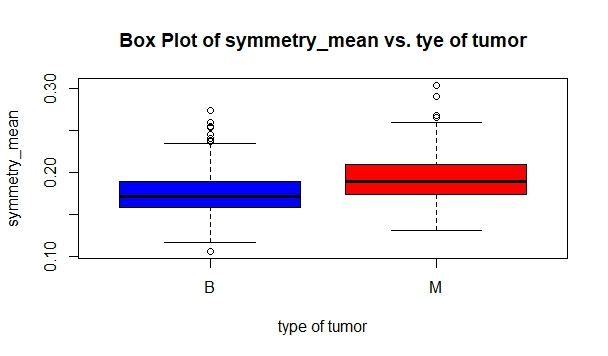 Box Plot of symmetry_mean vs. tye of tumor
symmetry_mean
0.30
0.20
0.10
B
M
type of tumor